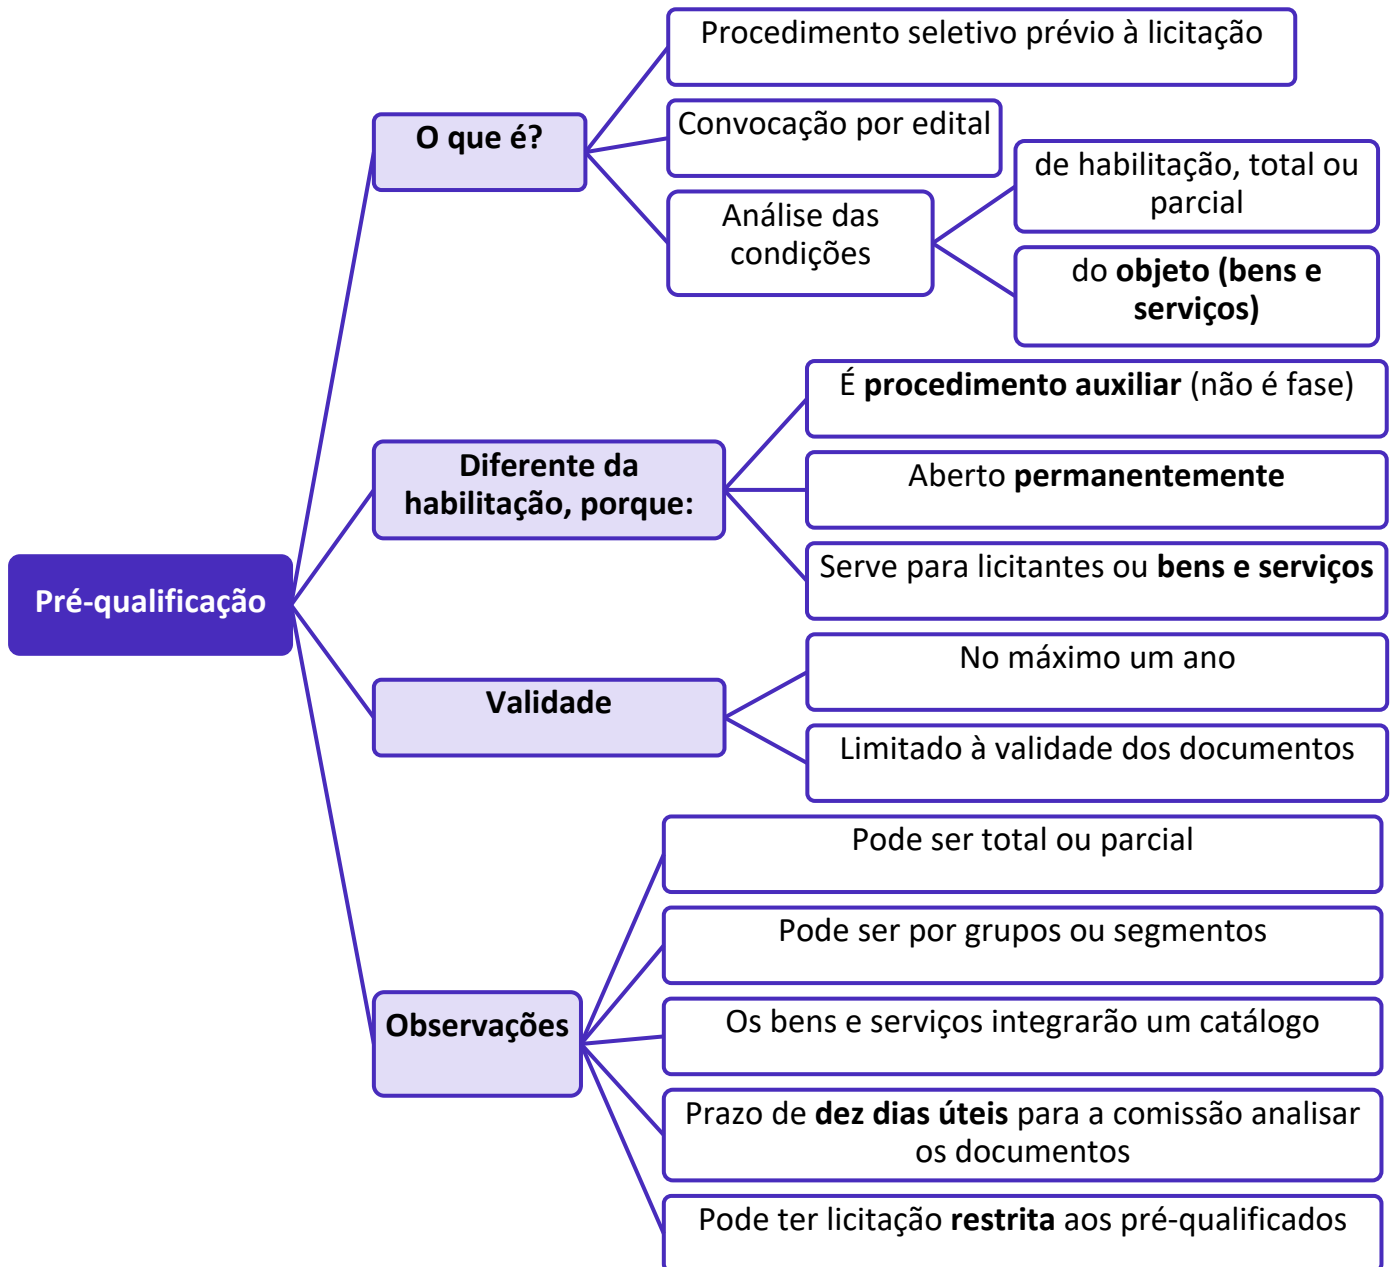 Pré-qualificação
O que é?
Procedimento seletivo prévio à licitação
Convocação por edital
Análise das
condições
de habilitação, total ou
parcial
do objeto (bens e
serviços)
Diferente da
habilitação, porque:
É procedimento auxiliar (não é fase)
Aberto permanentemente
Serve para licitantes ou bens e serviços
Validade
No máximo um ano
Limitado à validade dos documentos
Observações
Pode ser total ou parcial
Pode ser por grupos ou segmentos
Os bens e serviços integrarão um catálogo
Prazo de dez dias úteis para a comissão analisar
os documentos
Pode ter licitação restrita aos pré-qualificados